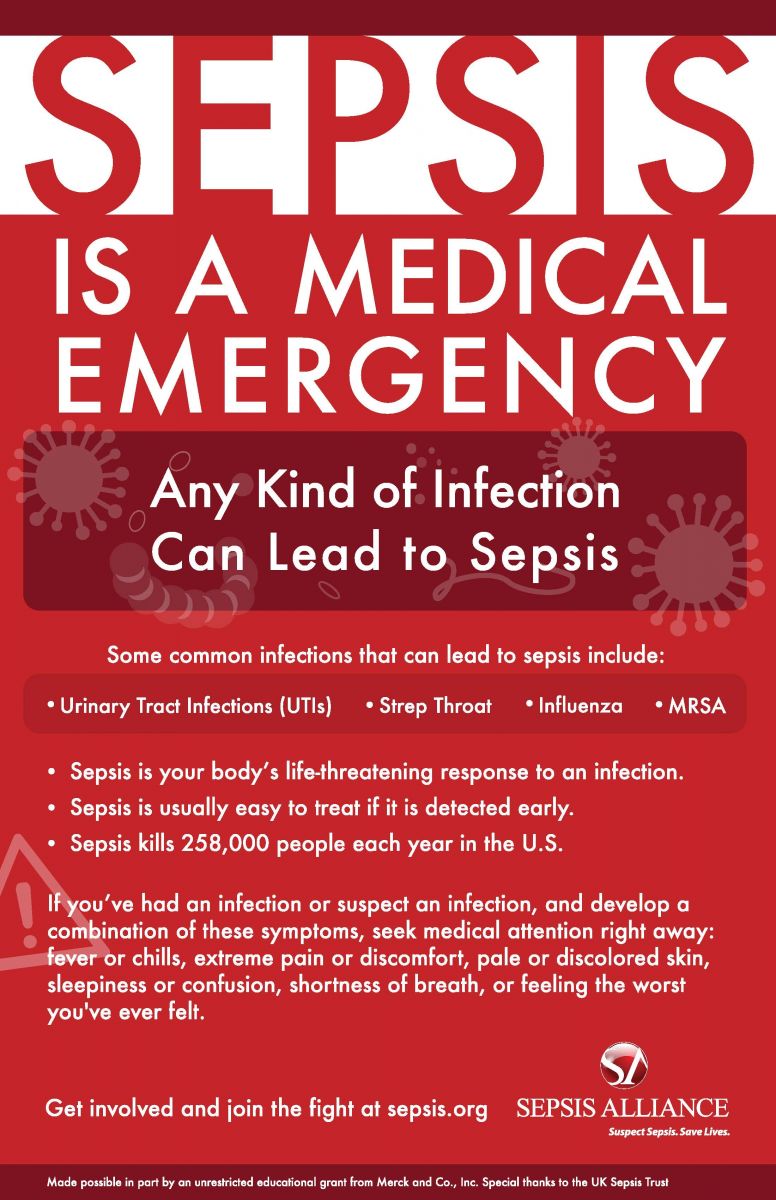 SEPSIS
IS A MEDICAL
EMERGENCY
Any Kind of Infection
Can Lead to Sepsis
Some common infections that can lead to sepsis include:
• Urinary Tract Infections (UTIs) • Strep Throat • Influenza • MRSA
• Sepsis is your body's life-threatening response to an infection.
• Sepsis is usually easy to treat if it is detected early.
• Sepsis kills 258,000 people each year in the U.S.
If you've had an infection or suspect an infection, and develop a
combination of these symptoms, seek medical attention right away:
fever or chills, extreme pain or discomfort, pale or discolored skin,
sleepiness or confusion, shortness of breath, or feeling the worst
you've ever felt.
SA
Get involved and join the fight at sepsis.org
SEPSIS ALLIANCE
Suspect Sepsis. Save Lives.
Made possible in part by an unrestricted educational grant from Merck and Co., Inc. Special thanks to the UK Sepsis Trust